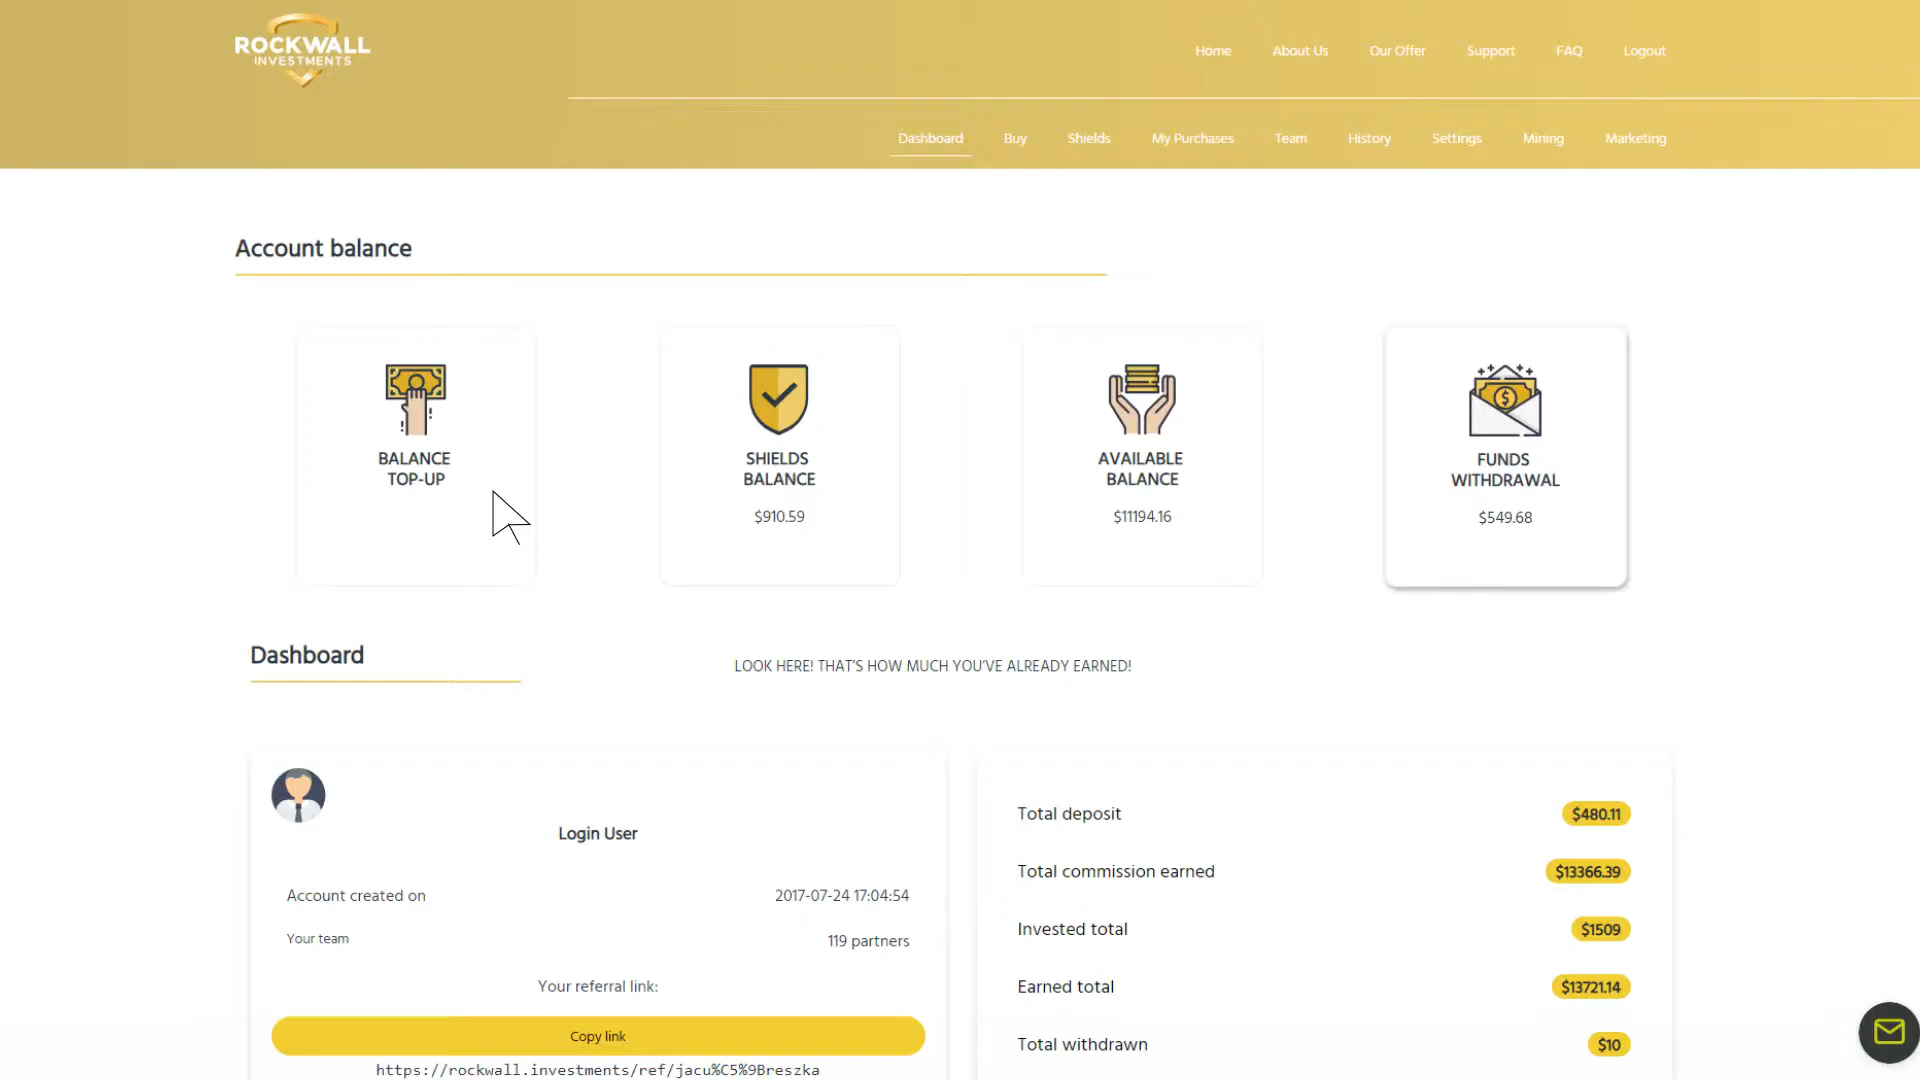 ROCKWALL
INVESTMENTS
Home About Us Our Offer Support FAQ Logout
Dashboard Buy Shields My Purchases Team History Settings Mining Marketing
Account balance
BALANCE
TOP-UP
SHIELDS
BALANCE
$910.59
AVAILABLE
BALANCE
$11194.16
FUNDS
WITHDRAWAL
$549.68
Dashboard
LOOK HERE! THAT'S HOW MUCH YOU'VE ALREADY EARNED!
Login User
Account created on 2017-07-24 17:04:54
Your team 119 partners
Your referral link:
Copy link
https://rockwall.investments/ref/jacu%C5%9Breszka
Total deposit $480.11
Total commission earned $13366.39
Invested total $1509
Earned total $13721.14
Total withdrawn $10